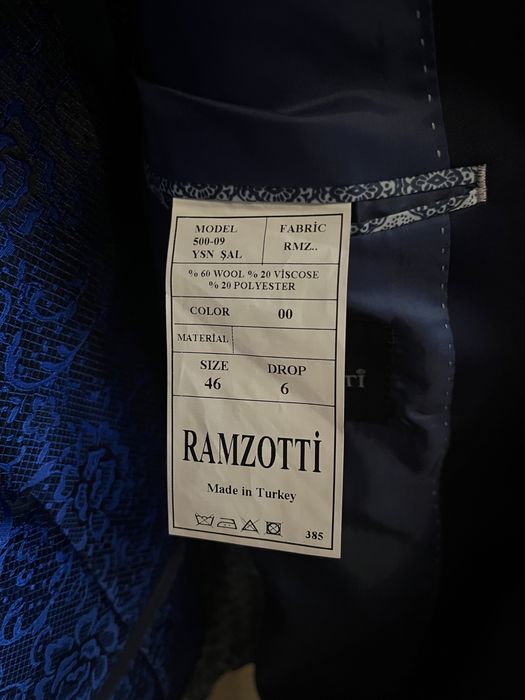 MODEL
500-09
YSN ŞAL
FABRİC
RMZ..
% 60 WOOL % 20 VİSCOSE
% 20 POLYESTER
COLOR 00
MATERİAL
SIZE DROP
46 6
RAMZOTTİ
Made in Turkey
385